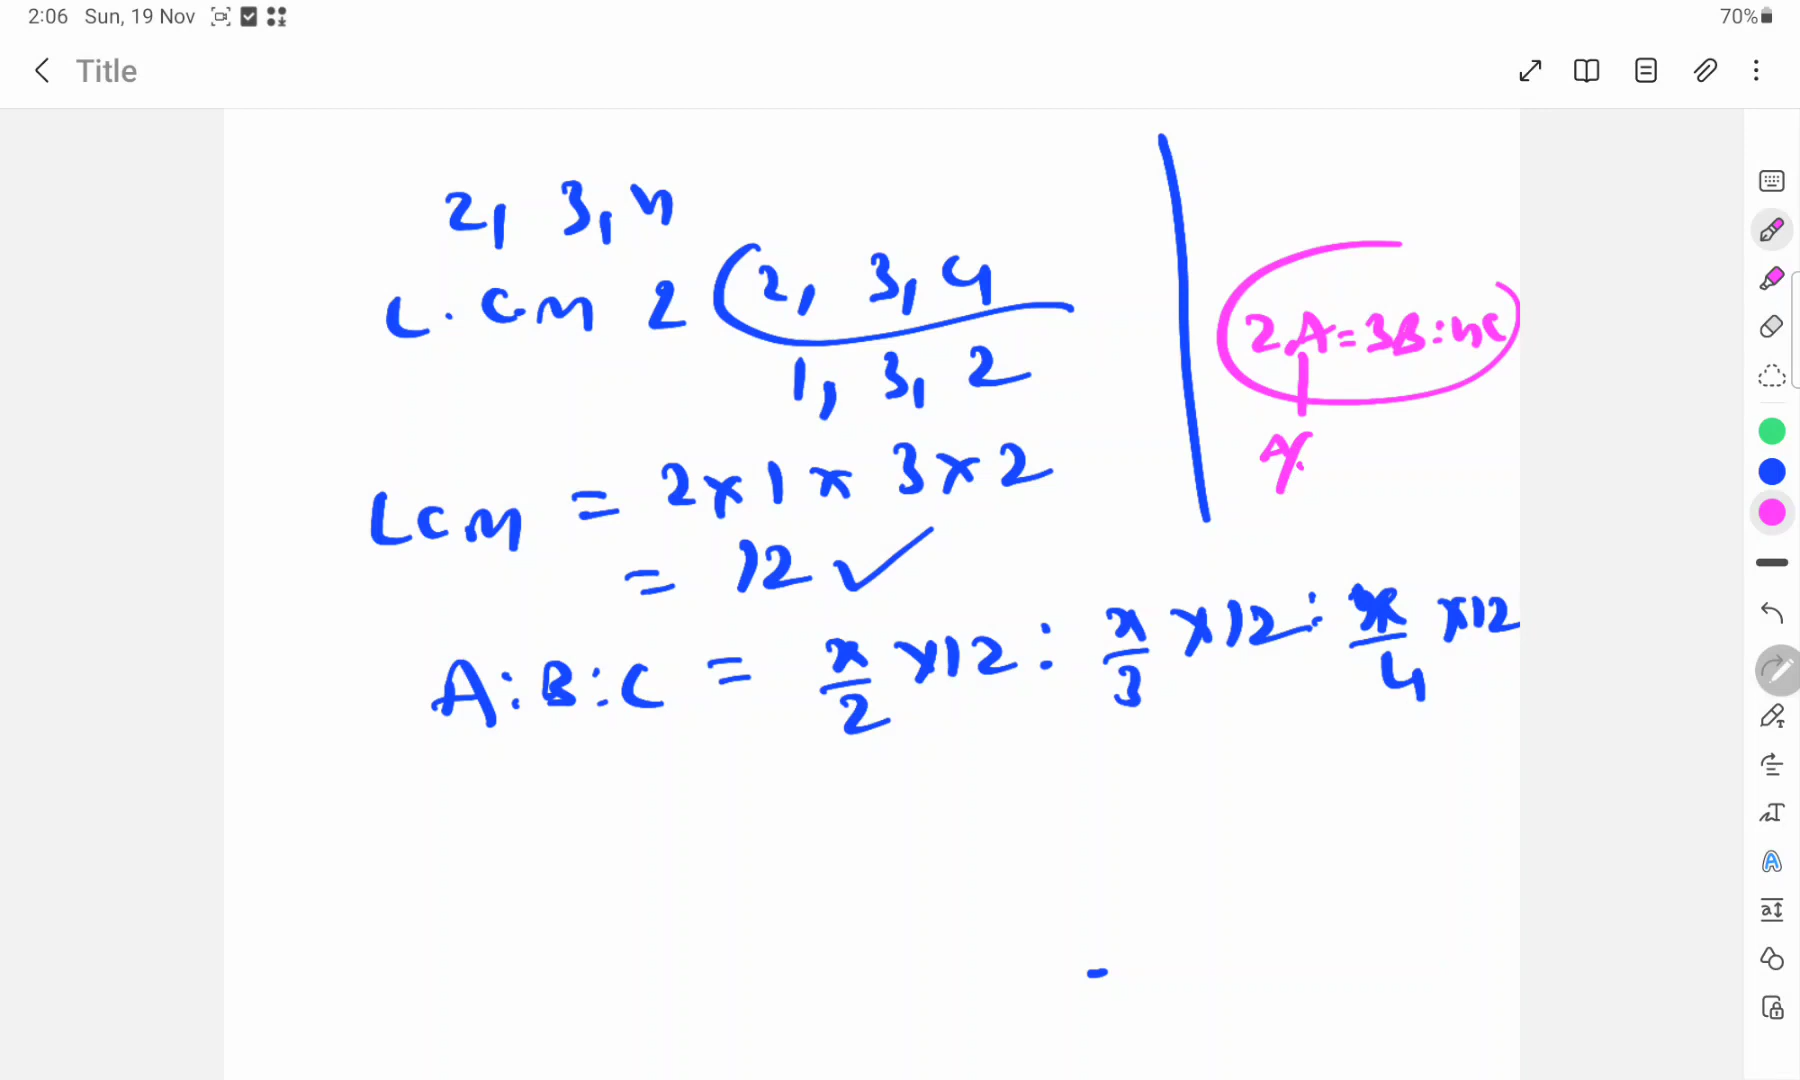 2:06 Sun, 19 Nov 70%
Title
2, 3, 4
L.CM 2 2, 3, 4
1, 3, 2
LCM = 2×1×3×2
= 12 ✓
2A=3B:4C
x
A:B:C = x/2 ×12 : x/3 ×12 : x/4 ×12